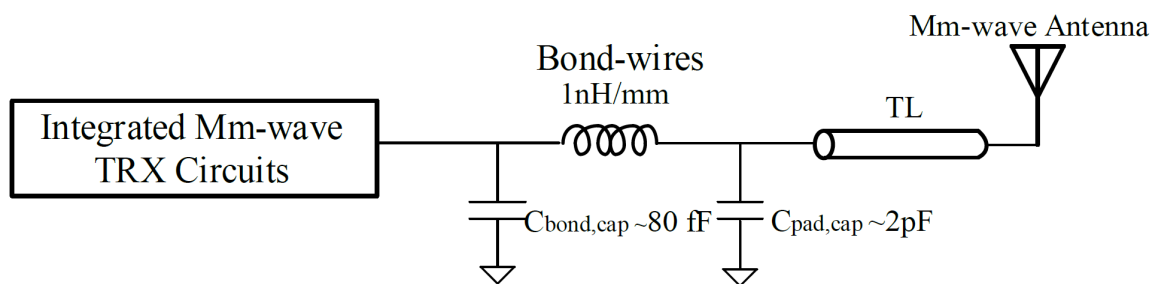 Mm-wave Antenna
Bond-wires
1nH/mm
TL
Integrated Mm-wave
TRX Circuits
Cbond,cap ~80 fF
Cpad,cap ~2pF